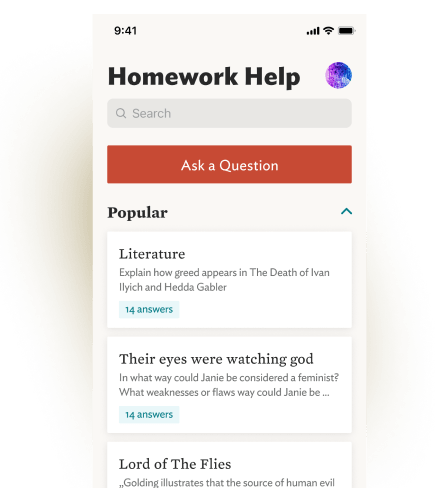 9:41
Homework Help
Search
Ask a Question
Popular
Literature
Explain how greed appears in The Death of Ivan
Ilyich and Hedda Gabler
14 answers
Their eyes were watching god
In what way could Janie be considered a feminist?
What weaknesses or flaws way could Janie be ...
14 answers
Lord of The Flies
„Golding illustrates that the source of human evil